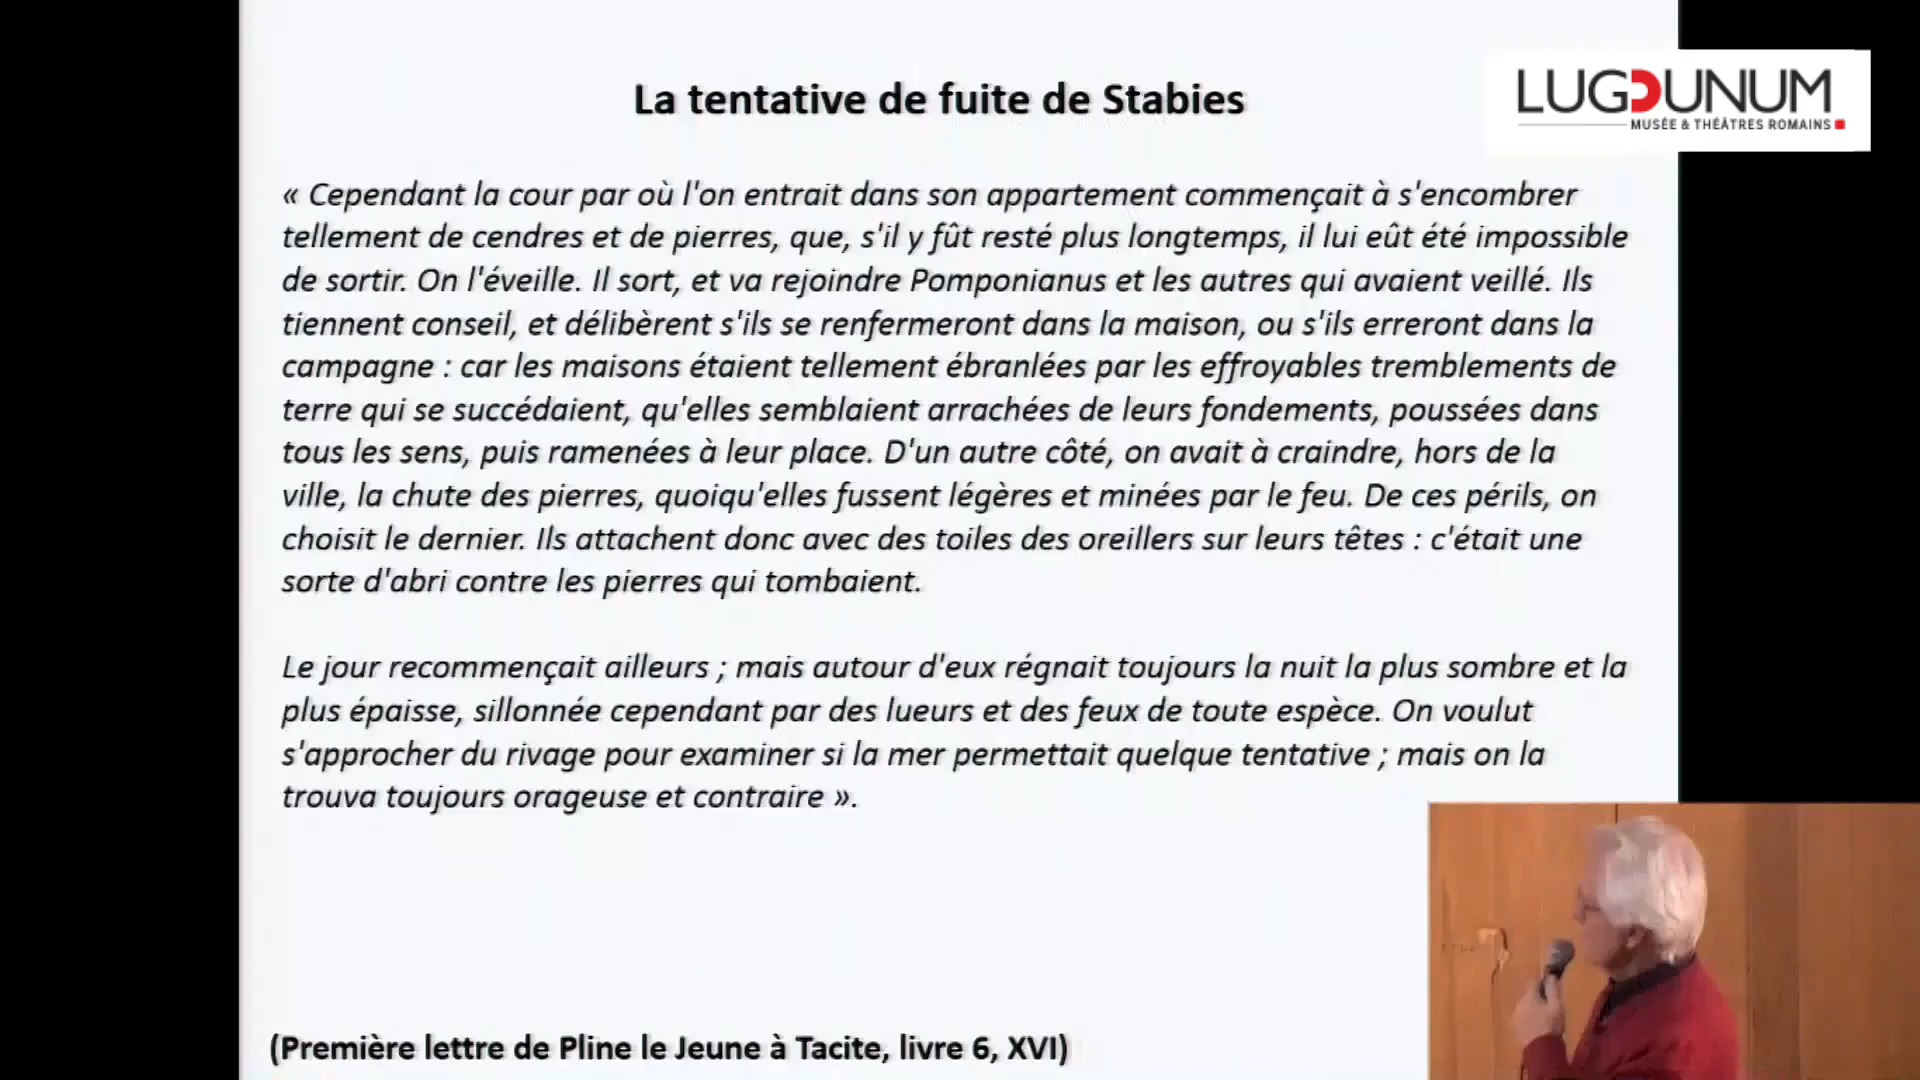 La tentative de fuite de Stabies
LUGDUNUM
MUSÉE & THÉÂTRES ROMAINS
« Cependant la cour par où l'on entrait dans son appartement commençait à s'encombrer
tellement de cendres et de pierres, que, s'il y fût resté plus longtemps, il lui eût été impossible
de sortir. On l'éveille. Il sort, et va rejoindre Pomponianus et les autres qui avaient veillé. Ils
tiennent conseil, et délibèrent s'ils se renfermeront dans la maison, ou s'ils erreront dans la
campagne : car les maisons étaient tellement ébranlées par les effroyables tremblements de
terre qui se succédaient, qu'elles semblaient arrachées de leurs fondements, poussées dans
tous les sens, puis ramenées à leur place. D'un autre côté, on avait à craindre, hors de la
ville, la chute des pierres, quoiqu'elles fussent légères et minées par le feu. De ces périls, on
choisit le dernier. Ils attachent donc avec des toiles des oreillers sur leurs têtes : c'était une
sorte d'abri contre les pierres qui tombaient.
Le jour recommençait ailleurs ; mais autour d'eux régnait toujours la nuit la plus sombre et la
plus épaisse, sillonnée cependant par des lueurs et des feux de toute espèce. On voulut
s'approcher du rivage pour examiner si la mer permettait quelque tentative ; mais on la
trouva toujours orageuse et contraire ».
(Première lettre de Pline le Jeune à Tacite, livre 6, XVI)